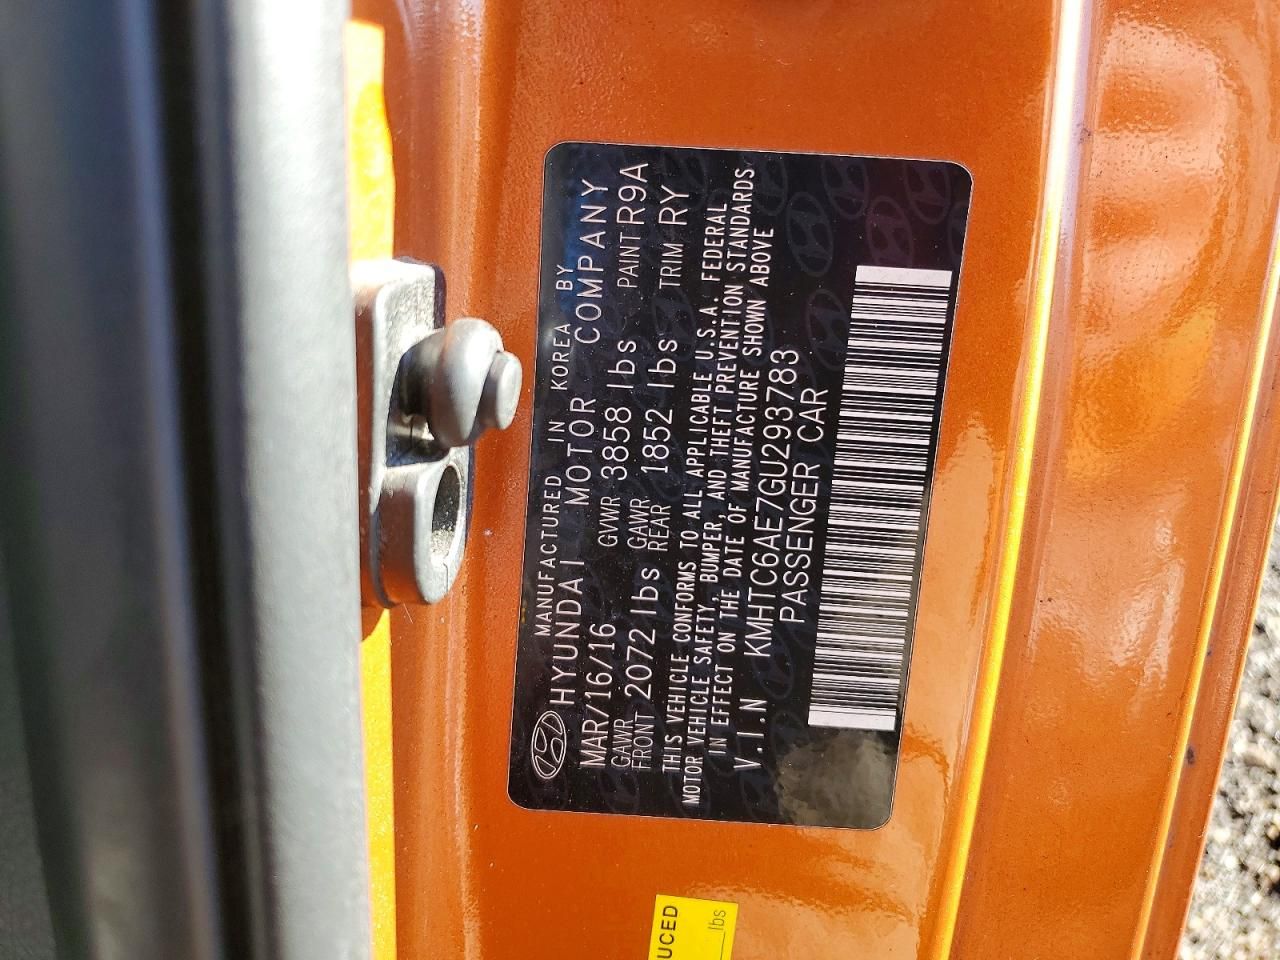 MANUFACTURED IN KOREA BY
HYUNDAI MOTOR COMPANY
MAR/16/16 GVWR 3858 lbs PAINT R9A
GAWR FRONT 2072 lbs GAWR REAR 1852 lbs TRIM RY
THIS VEHICLE CONFORMS TO ALL APPLICABLE U.S.A. FEDERAL
MOTOR VEHICLE SAFETY, BUMPER, AND THEFT PREVENTION STANDARDS
IN EFFECT ON THE DATE OF MANUFACTURE SHOWN ABOVE
V.I.N KMHTC6AE7GU293783
PASSENGER CAR
UCED
lbs